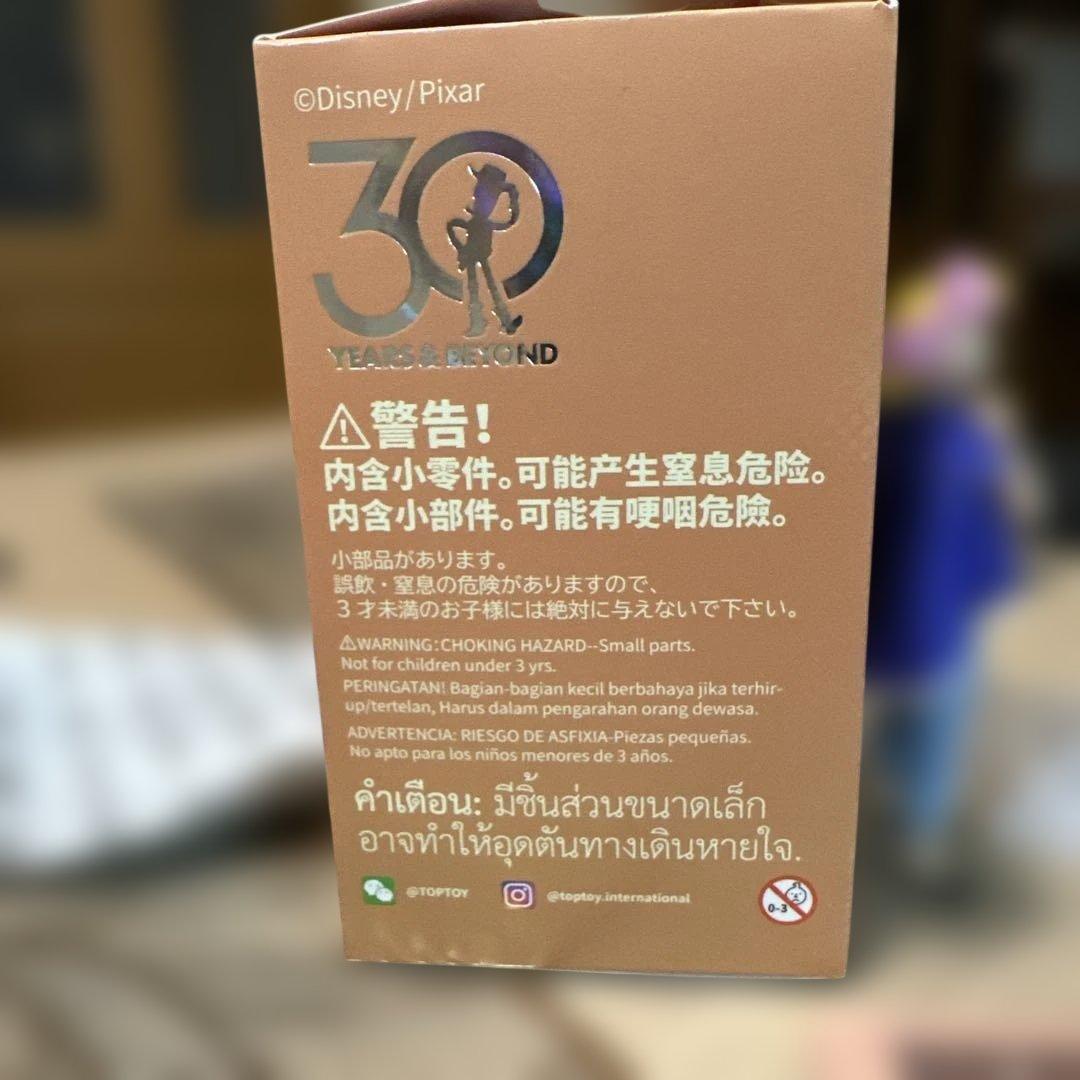 ©Disney/Pixar
30
YEARS & BEYOND
⚠警告!
内含小零件。可能产生窒息危险。
内含小部件。可能有哽咽危險。
小部品があります。
誤飲・窒息の危険がありますので、
3才未満のお子様には絶対に与えないで下さい。
⚠WARNING:CHOKING HAZARD--Small parts.
Not for children under 3 yrs.
PERINGATAN! Bagian-bagian kecil berbahaya jika terhir-
up/tertelan, Harus dalam pengarahan orang dewasa.
ADVERTENCIA: RIESGO DE ASFIXIA-Piezas pequeñas.
No apto para los niños menores de 3 años.
คำเตือน: มีชิ้นส่วนขนาดเล็ก
อาจทำให้อุดตันทางเดินหายใจ.
@TOPTOY @toptoy.international 0-3